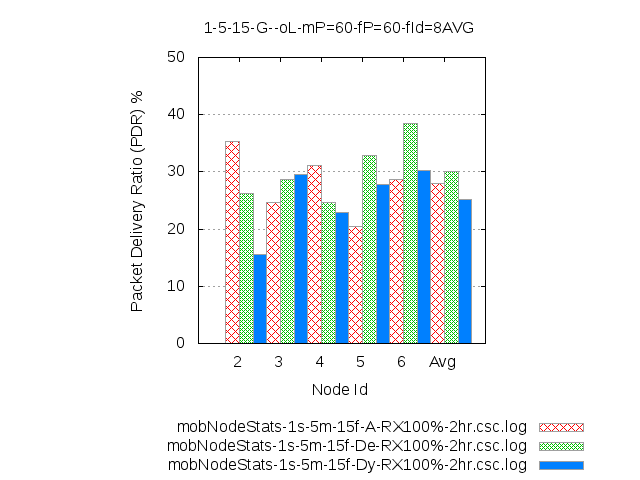 1-5-15-G--oL-mP=60-fP=60-fId=8AVG
Packet Delivery Ratio (PDR) %
50
40
30
20
10
0
2 3 4 5 6 Avg
Node Id
mobNodeStats-1s-5m-15f-A-RX100%-2hr.csc.log
mobNodeStats-1s-5m-15f-De-RX100%-2hr.csc.log
mobNodeStats-1s-5m-15f-Dy-RX100%-2hr.csc.log